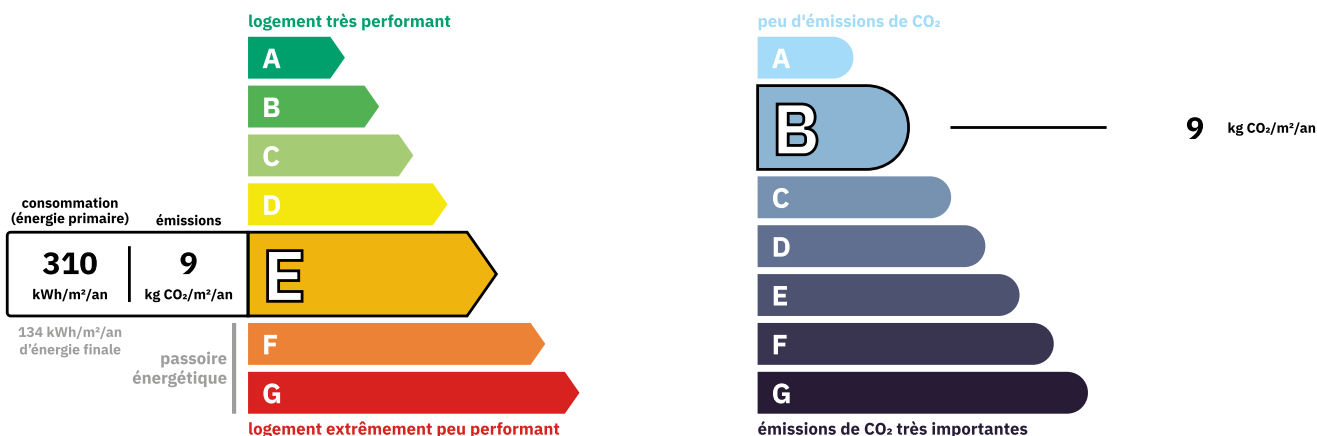 logement très performant
A
B
C
D
consommation
(énergie primaire)
émissions
310
kWh/m²/an
9
kg CO₂/m²/an
E
134 kWh/m²/an
d'énergie finale
passoire
énergétique
F
G
logement extrêmement peu performant
peu d'émissions de CO₂
A
B
9 kg CO₂/m²/an
C
D
E
F
G
émissions de CO₂ très importantes